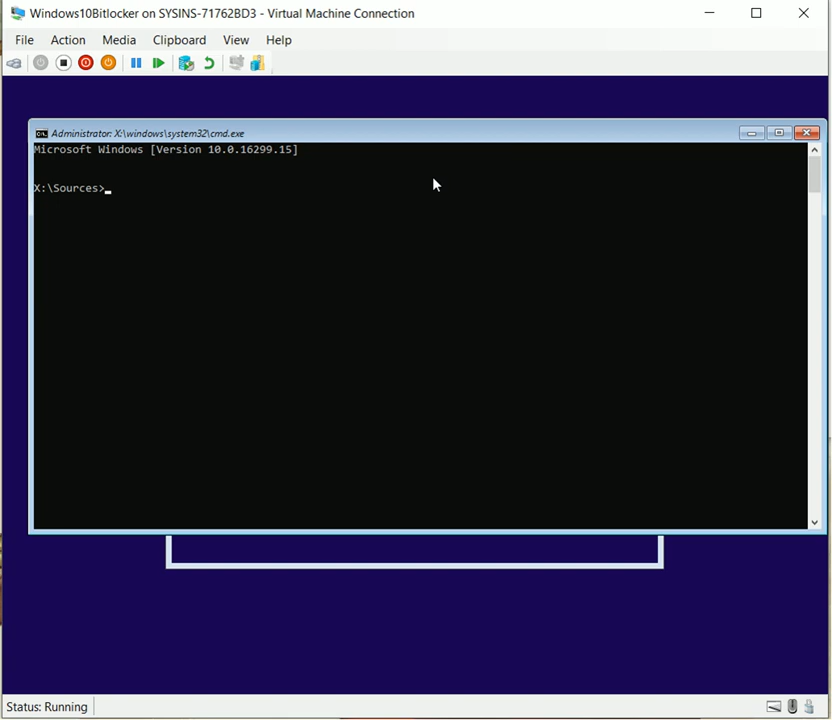 Windows10Bitlocker on SYSINS-71762BD3 - Virtual Machine Connection
File Action Media Clipboard View Help
Administrator: X:\windows\system32\cmd.exe
Microsoft Windows [Version 10.0.16299.15]
X:\Sources>
Status: Running